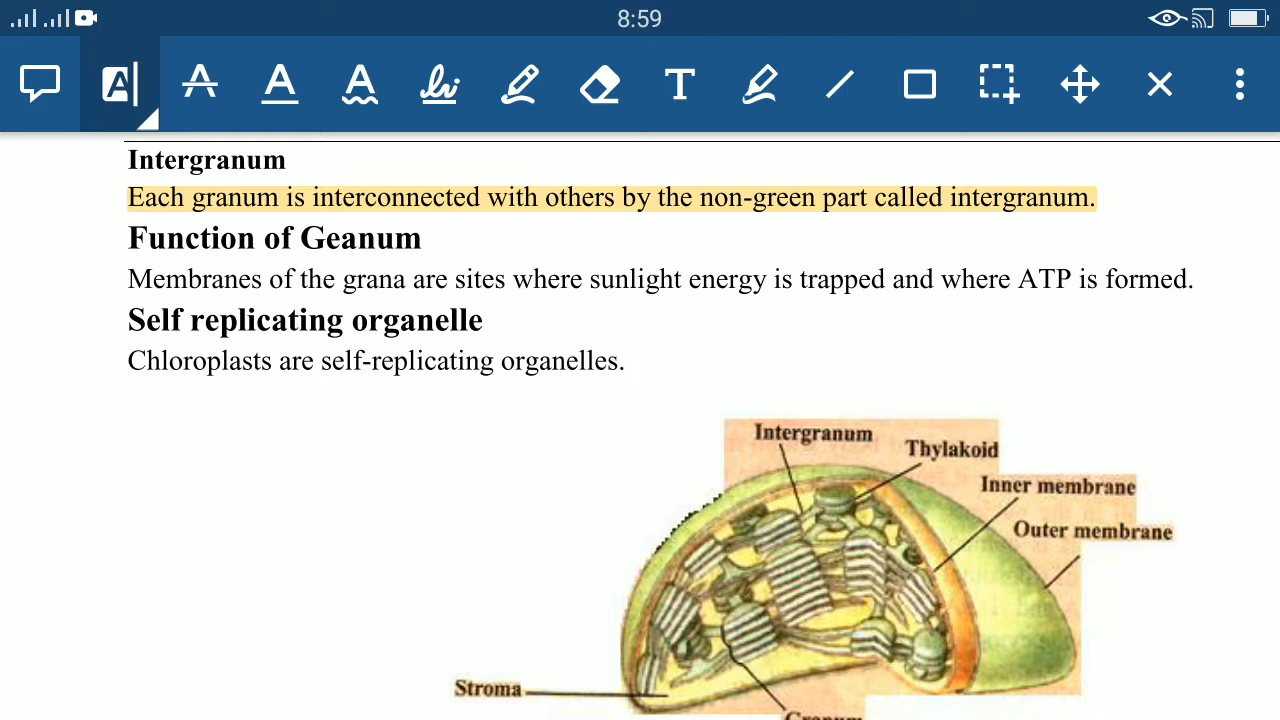 8:59
Intergranum
Each granum is interconnected with others by the non-green part called intergranum.
Function of Geanum
Membranes of the grana are sites where sunlight energy is trapped and where ATP is formed.
Self replicating organelle
Chloroplasts are self-replicating organelles.
Intergranum
Thylakoid
Inner membrane
Outer membrane
Stroma
Granum